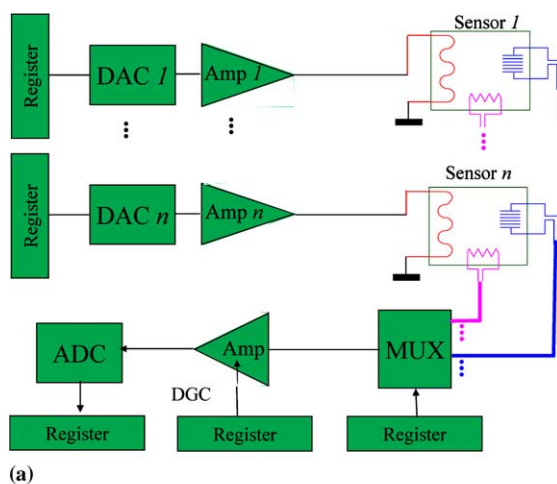 Sensor 1
Register
DAC 1
Amp 1
Sensor n
Register
DAC n
Amp n
ADC
Amp
MUX
DGC
Register
Register
Register
(a)